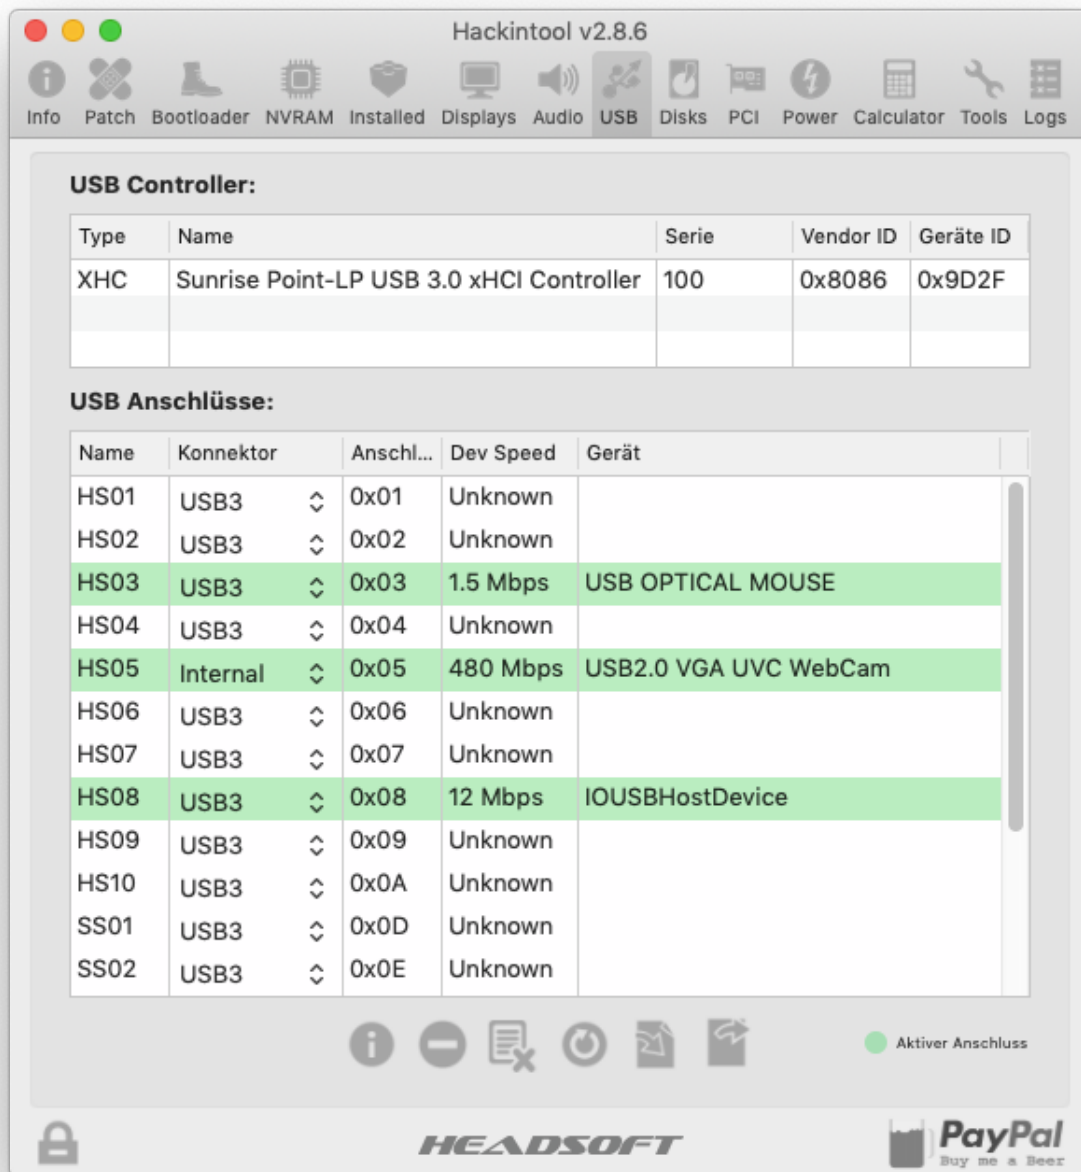 Hackintool v2.8.6
Info Patch Bootloader NVRAM Installed Displays Audio USB Disks PCI Power Calculator Tools Logs
USB Controller:
Type Name Serie Vendor ID Geräte ID
XHC Sunrise Point-LP USB 3.0 xHCI Controller 100 0x8086 0x9D2F
USB Anschlüsse:
Name Konnektor Anschl... Dev Speed Gerät
HS01 USB3 0x01 Unknown
HS02 USB3 0x02 Unknown
HS03 USB3 0x03 1.5 Mbps USB OPTICAL MOUSE
HS04 USB3 0x04 Unknown
HS05 Internal 0x05 480 Mbps USB2.0 VGA UVC WebCam
HS06 USB3 0x06 Unknown
HS07 USB3 0x07 Unknown
HS08 USB3 0x08 12 Mbps IOUSBHostDevice
HS09 USB3 0x09 Unknown
HS10 USB3 0x0A Unknown
SS01 USB3 0x0D Unknown
SS02 USB3 0x0E Unknown
Aktiver Anschluss
HEADSOFT
PayPal
Buy me a Beer